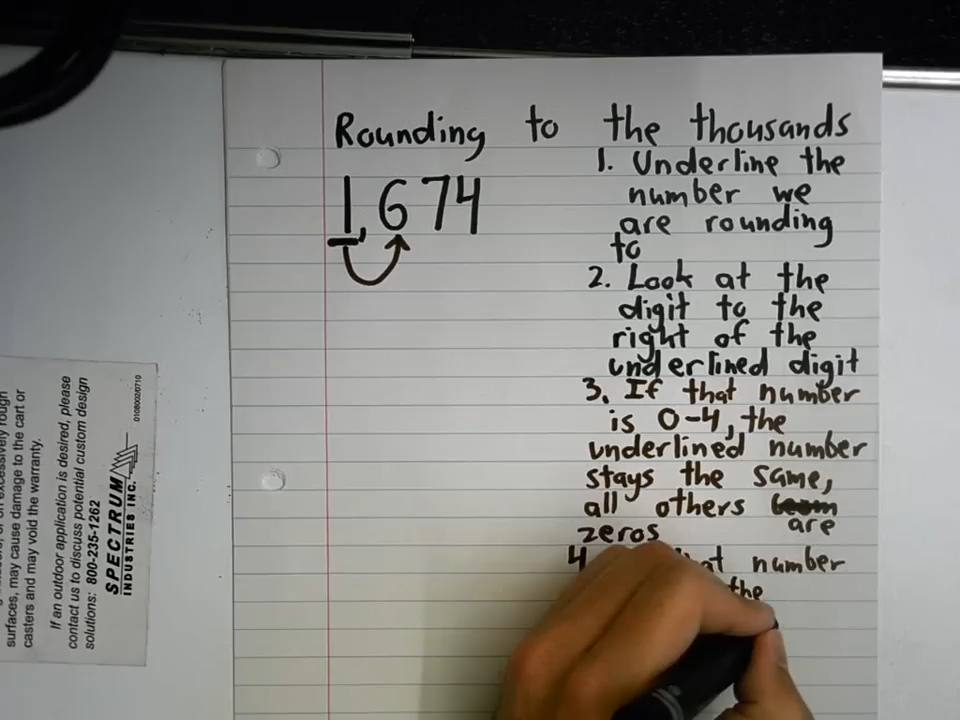 Rounding to the thousands
1,674
1. Underline the
number we
are rounding
to
2. Look at the
digit to the
right of the
underlined digit
3. If that number
is 0-4, the
underlined number
stays the same,
all others
are
zeros
4. number
the
surfaces, may cause damage to the cart or
casters and may void the warranty.
If an outdoor application is desired, please
contact us to discuss potential custom design
solutions: 800-235-1262
SPECTRUM
INDUSTRIES INC.